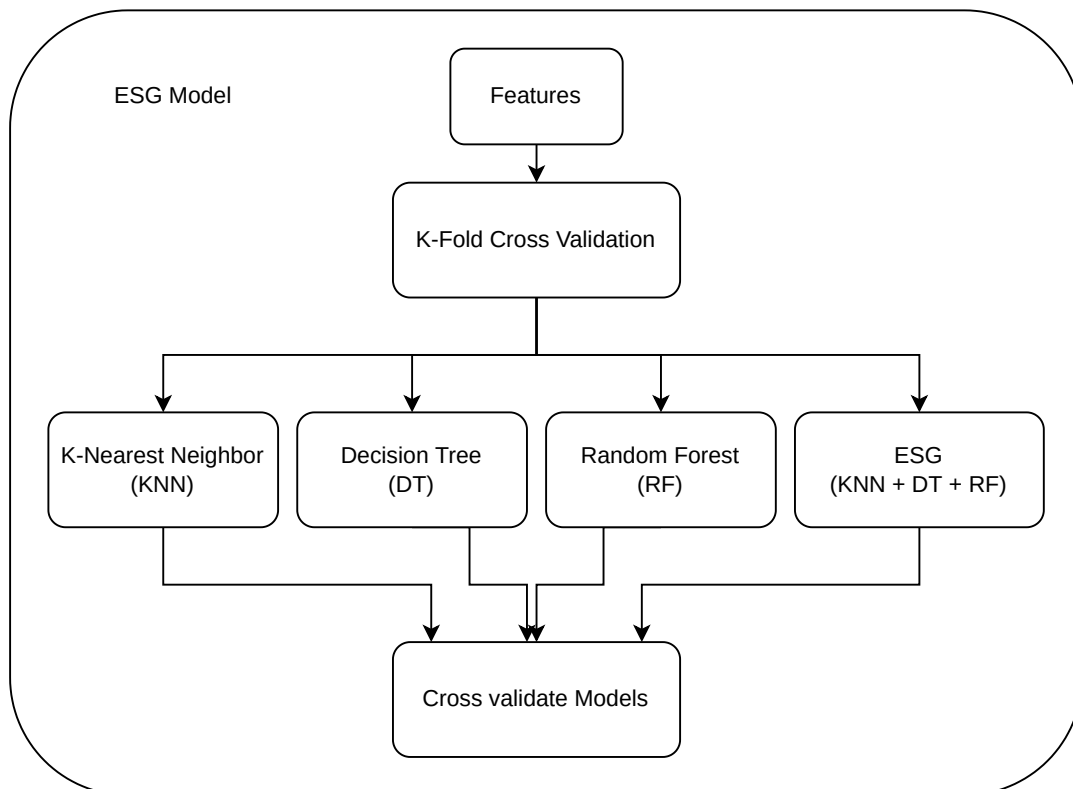 ESG Model
Features
K-Fold Cross Validation
K-Nearest Neighbor
(KNN)
Decision Tree
(DT)
Random Forest
(RF)
ESG
(KNN + DT + RF)
Cross validate Models